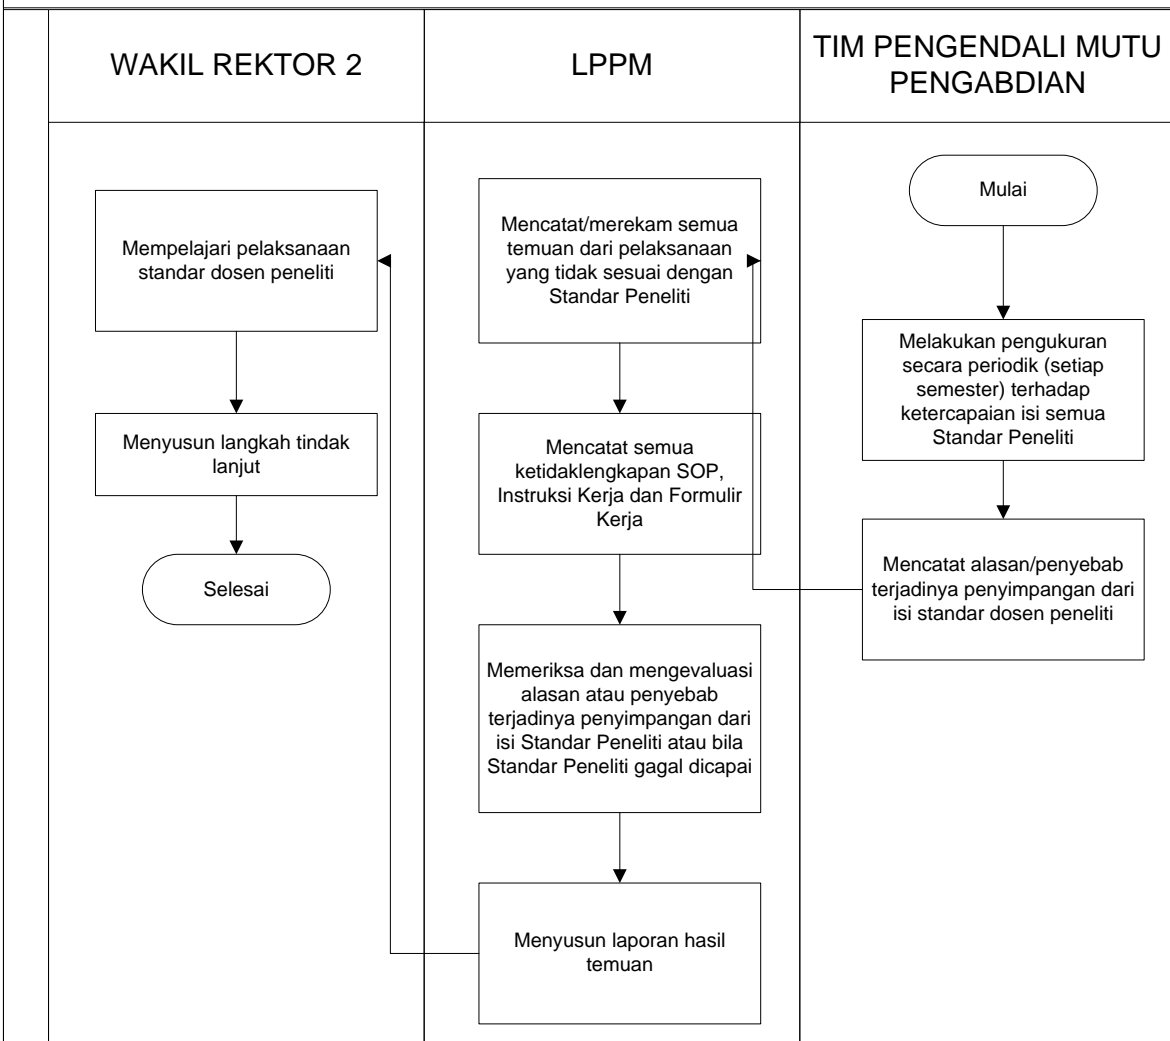 WAKIL REKTOR 2
LPPM
TIM PENGENDALI MUTU
PENGABDIAN
Mempelajari pelaksanaan
standar dosen peneliti
Menyusun langkah tindak
lanjut
Selesai
Mencatat/merekam semua
temuan dari pelaksanaan
yang tidak sesuai dengan
Standar Peneliti
Mencatat semua
ketidaklengkapan SOP,
Instruksi Kerja dan Formulir
Kerja
Memeriksa dan mengevaluasi
alasan atau penyebab
terjadinya penyimpangan dari
isi Standar Peneliti atau bila
Standar Peneliti gagal dicapai
Menyusun laporan hasil
temuan
Mulai
Melakukan pengukuran
secara periodik (setiap
semester) terhadap
ketercapaian isi semua
Standar Peneliti
Mencatat alasan/penyebab
terjadinya penyimpangan dari
isi standar dosen peneliti